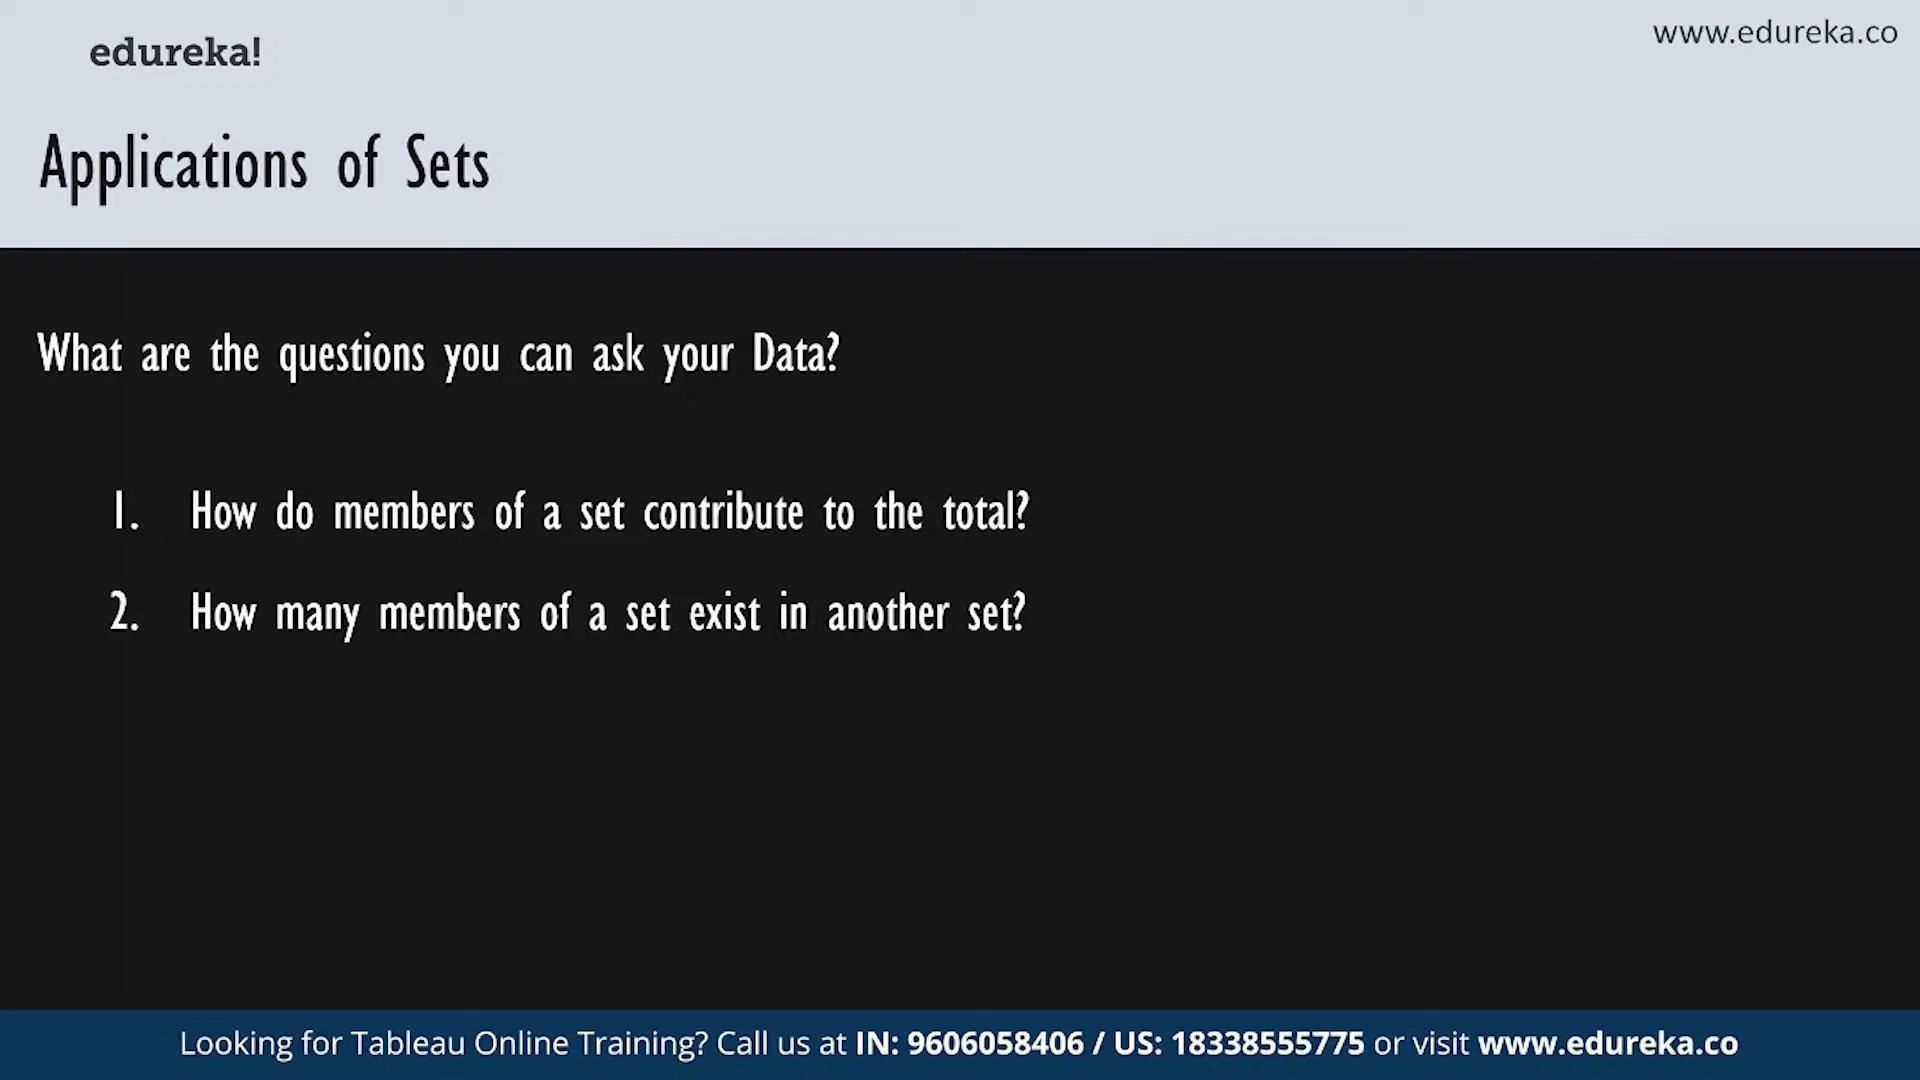 edureka!
www.edureka.co
Applications of Sets
What are the questions you can ask your Data?
1. How do members of a set contribute to the total?
2. How many members of a set exist in another set?
Looking for Tableau Online Training? Call us at IN: 9606058406 / US: 18338555775 or visit www.edureka.co